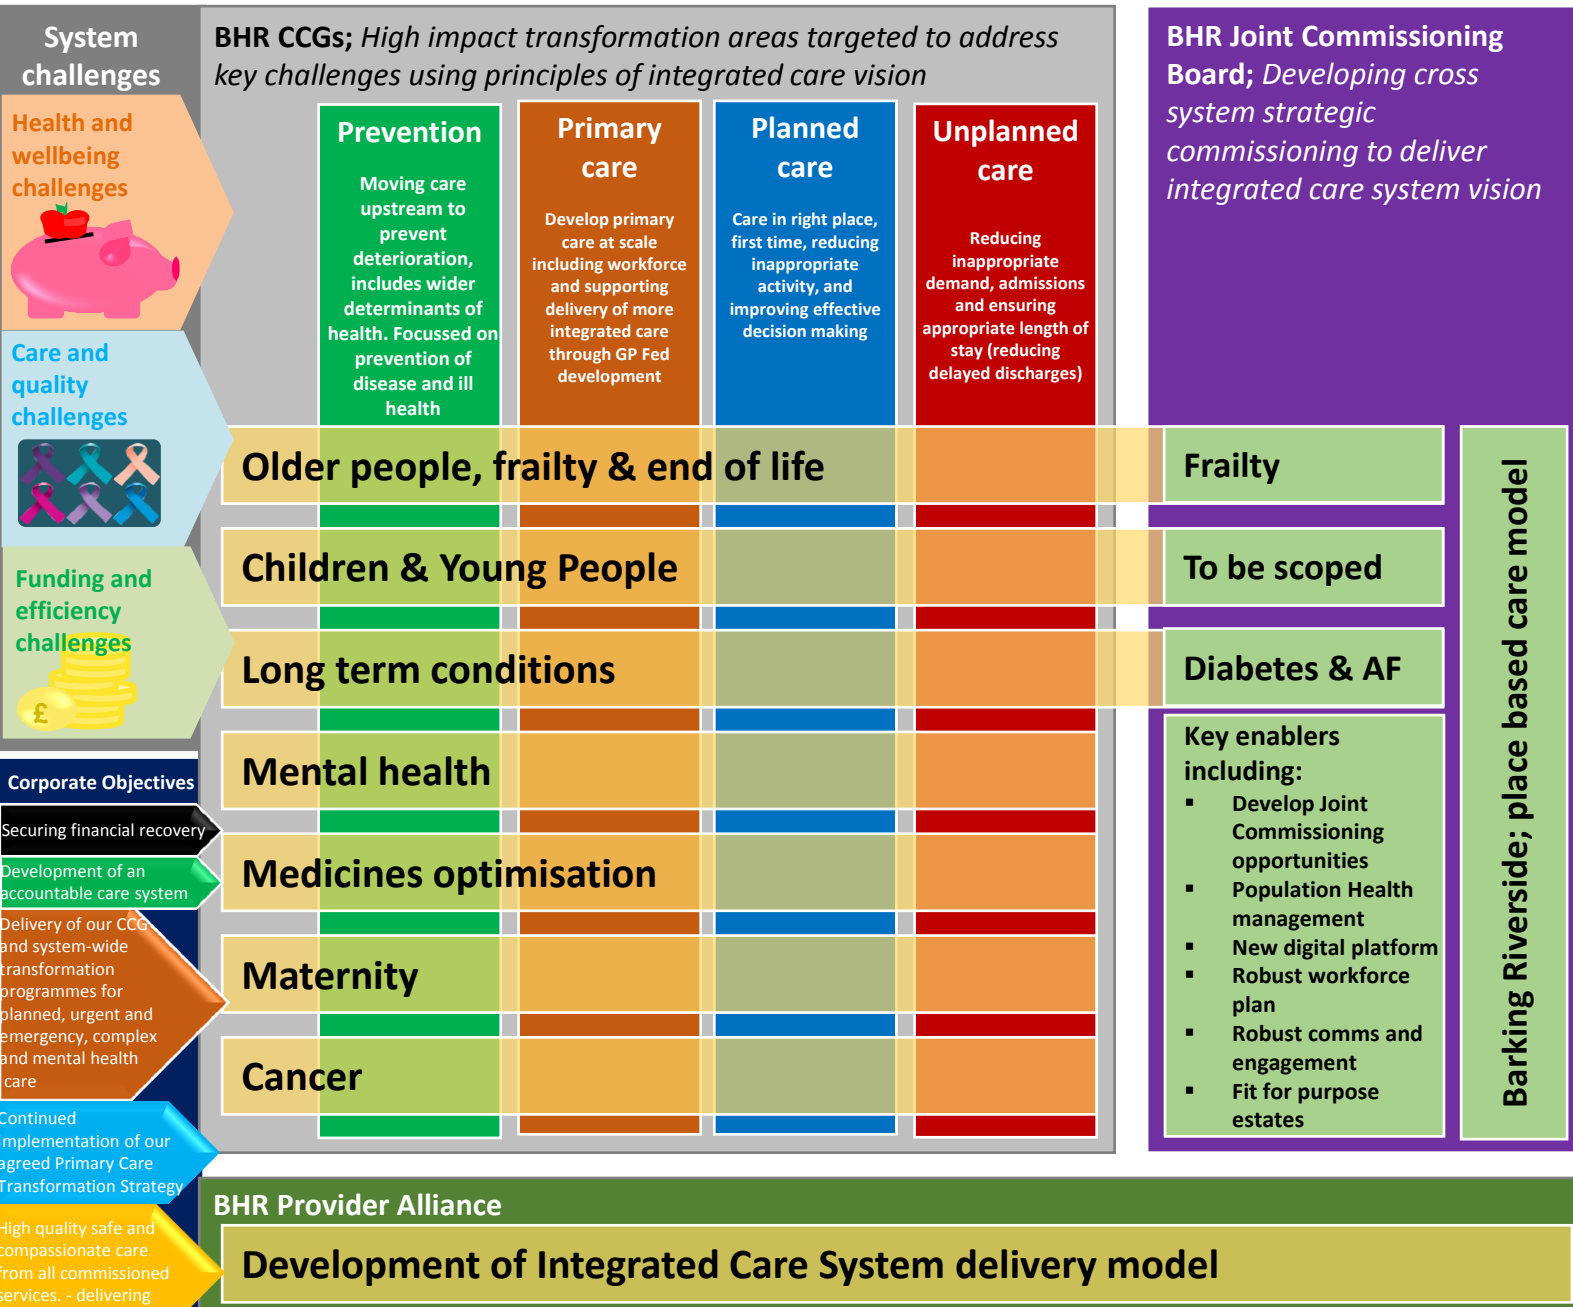 System
challenges
Health and
wellbeing
challenges
Care and
quality
challenges
Funding and
efficiency
challenges
£
Corporate Objectives
Securing financial recovery
Development of an
accountable care system
Delivery of our CCG
and system-wide
transformation
programmes for
planned, urgent and
emergency, complex
and mental health
care
Continued
implementation of our
agreed Primary Care
Transformation Strategy
High quality safe and
compassionate care
from all commissioned
services. - delivering
BHR CCGs; High impact transformation areas targeted to address
key challenges using principles of integrated care vision
Prevention
Moving care
upstream to
prevent
deterioration,
includes wider
determinants of
health. Focussed on
prevention of
disease and ill
health
Primary
care
Develop primary
care at scale
including workforce
and supporting
delivery of more
integrated care
through GP Fed
development
Planned
care
Care in right place,
first time, reducing
inappropriate
activity, and
improving effective
decision making
Unplanned
care
Reducing
inappropriate
demand, admissions
and ensuring
appropriate length of
stay (reducing
delayed discharges)
Older people, frailty & end of life
Children & Young People
Long term conditions
Mental health
Medicines optimisation
Maternity
Cancer
BHR Joint Commissioning
Board; Developing cross
system strategic
commissioning to deliver
integrated care system vision
Frailty
To be scoped
Diabetes & AF
Key enablers
including:
▪ Develop Joint
Commissioning
opportunities
▪ Population Health
management
▪ New digital platform
▪ Robust workforce
plan
▪ Robust comms and
engagement
▪ Fit for purpose
estates
Barking Riverside; place based care model
BHR Provider Alliance
Development of Integrated Care System delivery model